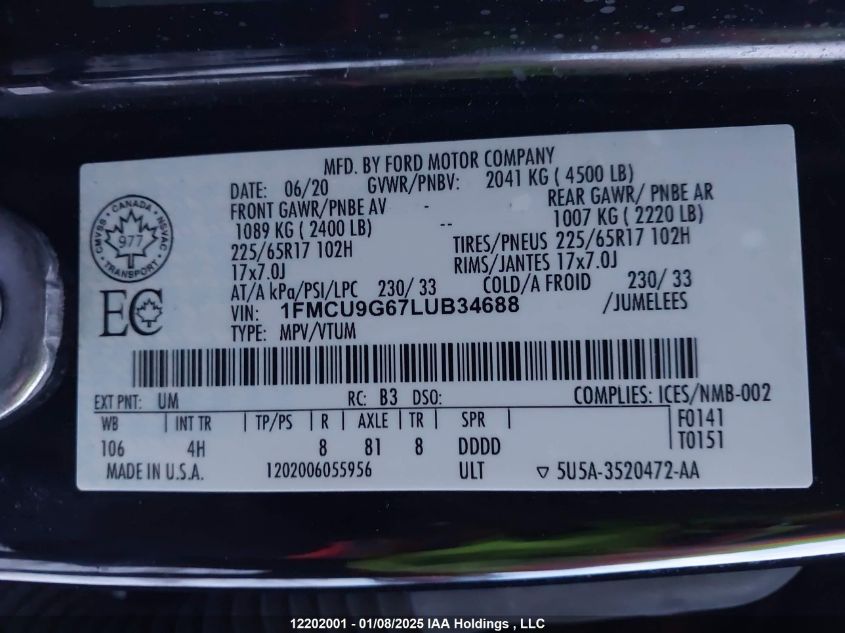 MFD. BY FORD MOTOR COMPANY
DATE: 06/20 GVWR/PNBV: 2041 KG ( 4500 LB)
FRONT GAWR/PNBE AV - REAR GAWR/ PNBE AR
1089 KG ( 2400 LB) -- 1007 KG ( 2220 LB)
225/65R17 102H TIRES/PNEUS 225/65R17 102H
17x7.0J RIMS/JANTES 17x7.0J
AT/A kPa/PSI/LPC 230/ 33 COLD/A FROID 230/ 33
VIN: 1FMCU9G67LUB34688 /JUMELEES
TYPE: MPV/VTUM
CANADA
CMVSS NSVAC
977
TRANSPORT
EC
EXT PNT: UM RC: B3 DSO: COMPLIES: ICES/NMB-002
WB INT TR TP/PS R AXLE TR SPR F0141
106 4H 8 81 8 DDDD T0151
MADE IN U.S.A. 1202006055956 ULT 5U5A-3520472-AA
12202001 - 01/08/2025 IAA Holdings , LLC